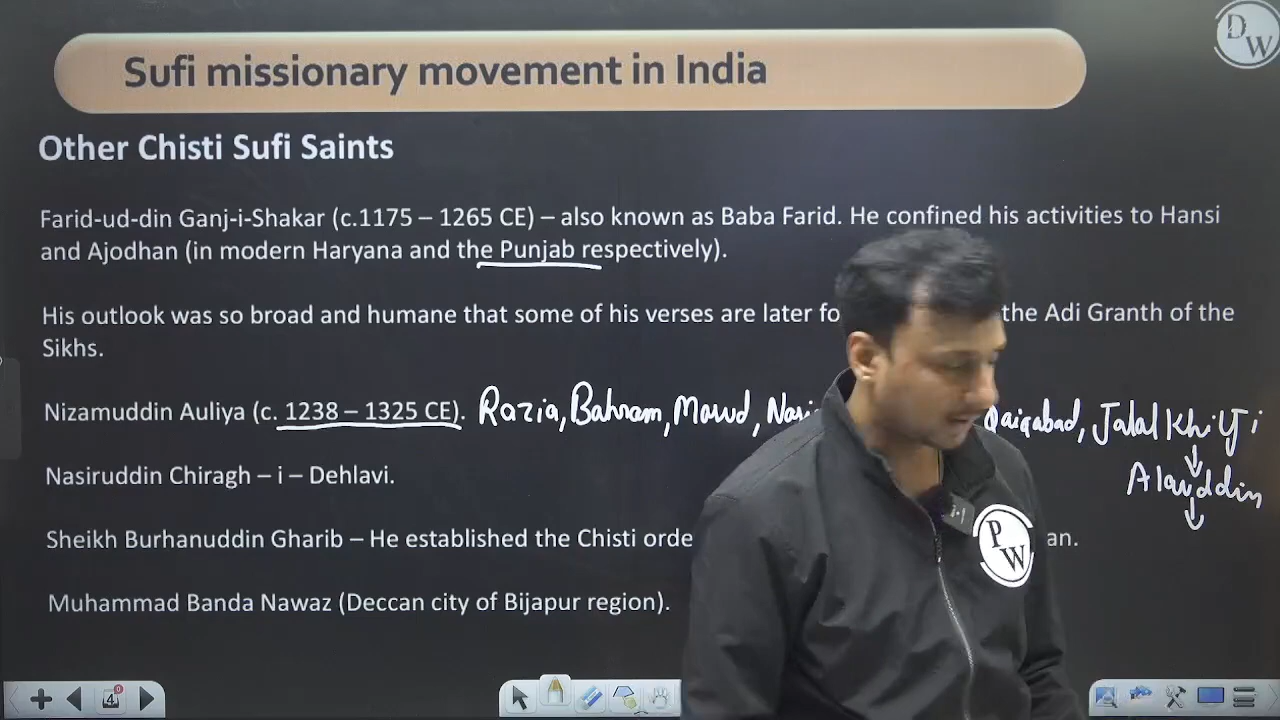 D W
Sufi missionary movement in India
Other Chisti Sufi Saints
Farid-ud-din Ganj-i-Shakar (c.1175 – 1265 CE) – also known as Baba Farid. He confined his activities to Hansi
and Ajodhan (in modern Haryana and the Punjab respectively).
His outlook was so broad and humane that some of his verses are later fo the Adi Granth of the
Sikhs.
Nizamuddin Auliya (c. 1238 – 1325 CE). Razia, Bahram, Masud, Nasi Qaiqabad, Jalal Khilji
Alauddin
Nasiruddin Chiragh – i – Dehlavi.
Sheikh Burhanuddin Gharib – He established the Chisti orde an.
Muhammad Banda Nawaz (Deccan city of Bijapur region).
P W
4